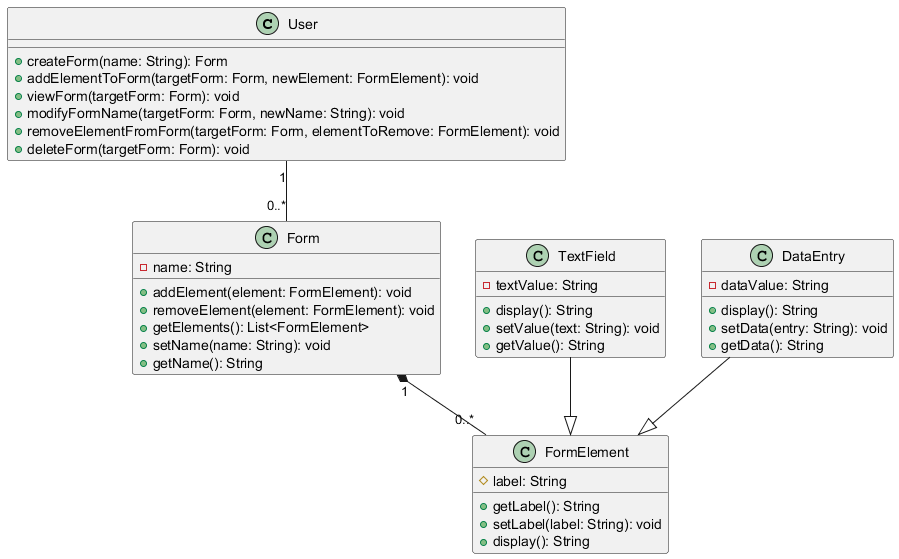 C User
createForm(name: String): Form
addElementToForm(targetForm: Form, newElement: FormElement): void
viewForm(targetForm: Form): void
modifyFormName(targetForm: Form, newName: String): void
removeElementFromForm(targetForm: Form, elementToRemove: FormElement): void
deleteForm(targetForm: Form): void
1
0..*
C Form
name: String
addElement(element: FormElement): void
removeElement(element: FormElement): void
getElements(): List<FormElement>
setName(name: String): void
getName(): String
C TextField
textValue: String
display(): String
setValue(text: String): void
getValue(): String
C DataEntry
dataValue: String
display(): String
setData(entry: String): void
getData(): String
1
0..*
C FormElement
label: String
getLabel(): String
setLabel(label: String): void
display(): String